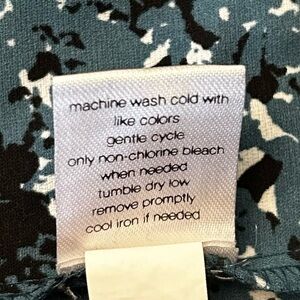 machine wash cold with
like colors
gentle cycle
only non-chlorine bleach
when needed
tumble dry low
remove promptly
cool iron if needed